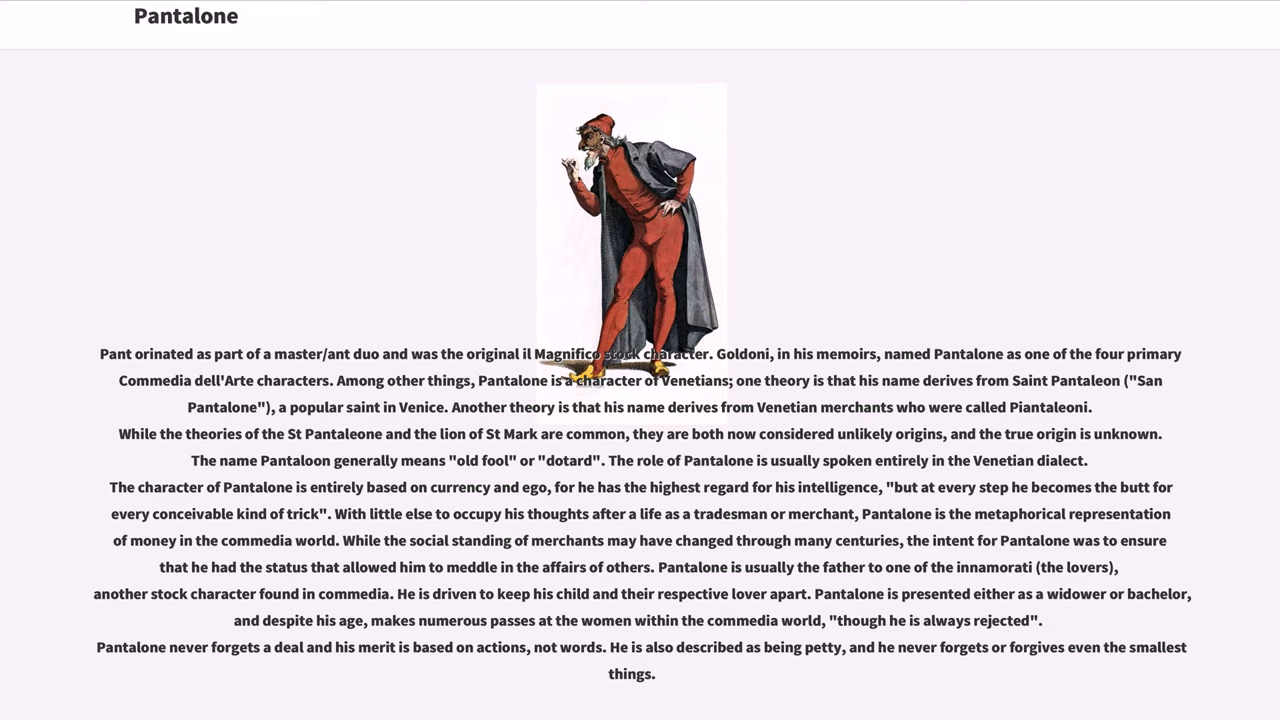 Pantalone
Pant orinated as part of a master/ant duo and was the original il Magnifico stock character. Goldoni, in his memoirs, named Pantalone as one of the four primary
Commedia dell'Arte characters. Among other things, Pantalone is a character of Venetians; one theory is that his name derives from Saint Pantaleon ("San
Pantalone"), a popular saint in Venice. Another theory is that his name derives from Venetian merchants who were called Piantaleoni.
While the theories of the St Pantaleone and the lion of St Mark are common, they are both now considered unlikely origins, and the true origin is unknown.
The name Pantaloon generally means "old fool" or "dotard". The role of Pantalone is usually spoken entirely in the Venetian dialect.
The character of Pantalone is entirely based on currency and ego, for he has the highest regard for his intelligence, "but at every step he becomes the butt for
every conceivable kind of trick". With little else to occupy his thoughts after a life as a tradesman or merchant, Pantalone is the metaphorical representation
of money in the commedia world. While the social standing of merchants may have changed through many centuries, the intent for Pantalone was to ensure
that he had the status that allowed him to meddle in the affairs of others. Pantalone is usually the father to one of the innamorati (the lovers),
another stock character found in commedia. He is driven to keep his child and their respective lover apart. Pantalone is presented either as a widower or bachelor,
and despite his age, makes numerous passes at the women within the commedia world, "though he is always rejected".
Pantalone never forgets a deal and his merit is based on actions, not words. He is also described as being petty, and he never forgets or forgives even the smallest
things.